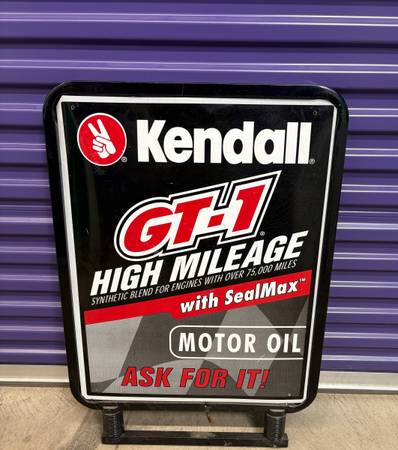 Kendall®
GT-1®
HIGH MILEAGE
SYNTHETIC BLEND FOR ENGINES WITH OVER 75,000 MILES
with SealMax™
MOTOR OIL
ASK FOR IT!